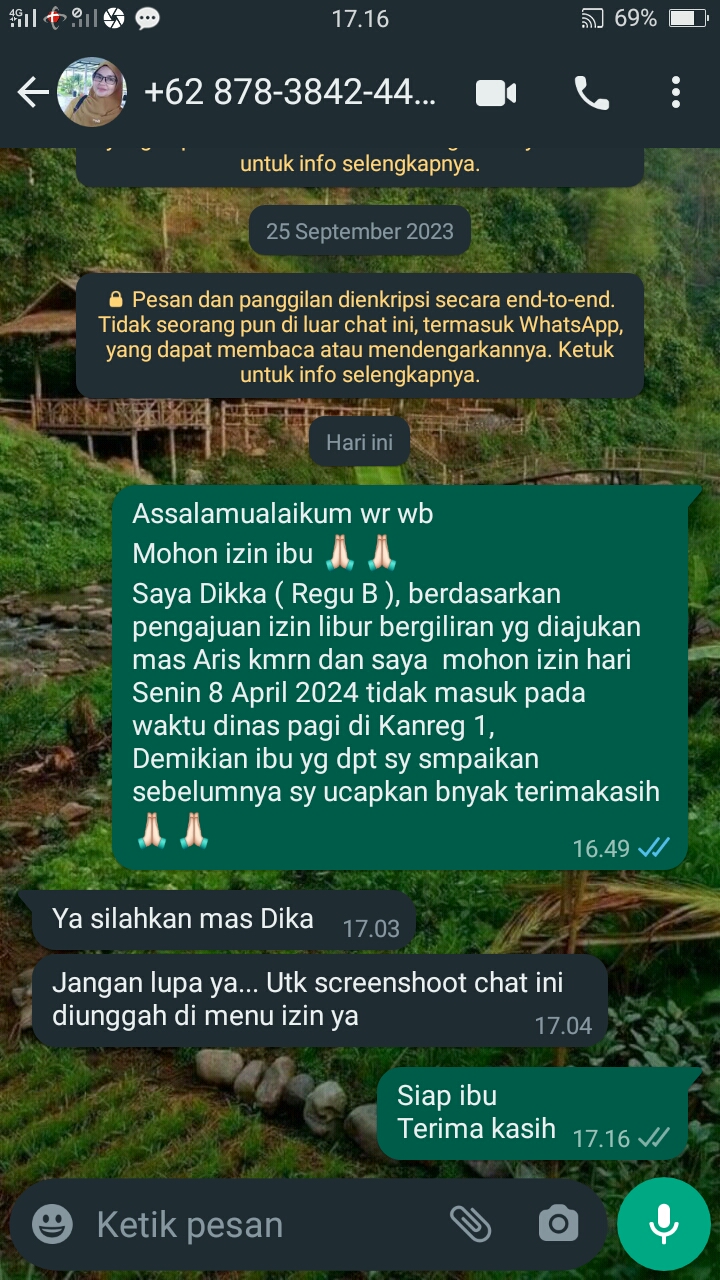 4G
17.16
69%
+62 878-3842-44...
untuk info selengkapnya.
25 September 2023
Pesan dan panggilan dienkripsi secara end-to-end.
Tidak seorang pun di luar chat ini, termasuk WhatsApp,
yang dapat membaca atau mendengarkannya. Ketuk
untuk info selengkapnya.
Hari ini
Assalamualaikum wr wb
Mohon izin ibu 🙏🏻 🙏🏻
Saya Dikka ( Regu B ), berdasarkan
pengajuan izin libur bergiliran yg diajukan
mas Aris kmrn dan saya  mohon izin hari
Senin 8 April 2024 tidak masuk pada
waktu dinas pagi di Kanreg 1,
Demikian ibu yg dpt sy smpaikan
sebelumnya sy ucapkan bnyak terimakasih
🙏🏻 🙏🏻
16.49
Ya silahkan mas Dika
17.03
Jangan lupa ya... Utk screenshoot chat ini
diunggah di menu izin ya
17.04
Siap ibu
Terima kasih
17.16
Ketik pesan